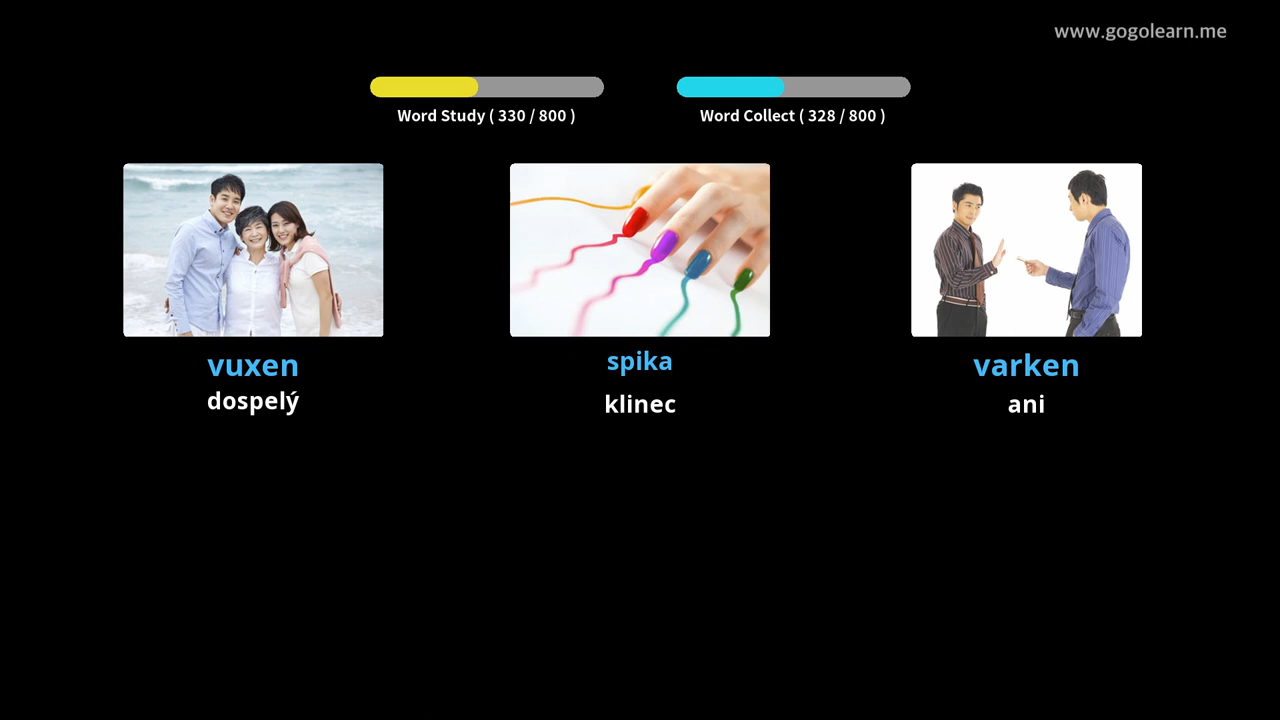 www.gogolearn.me
Word Study ( 330 / 800 )
Word Collect ( 328 / 800 )
vuxen
dospelý
spika
klinec
varken
ani